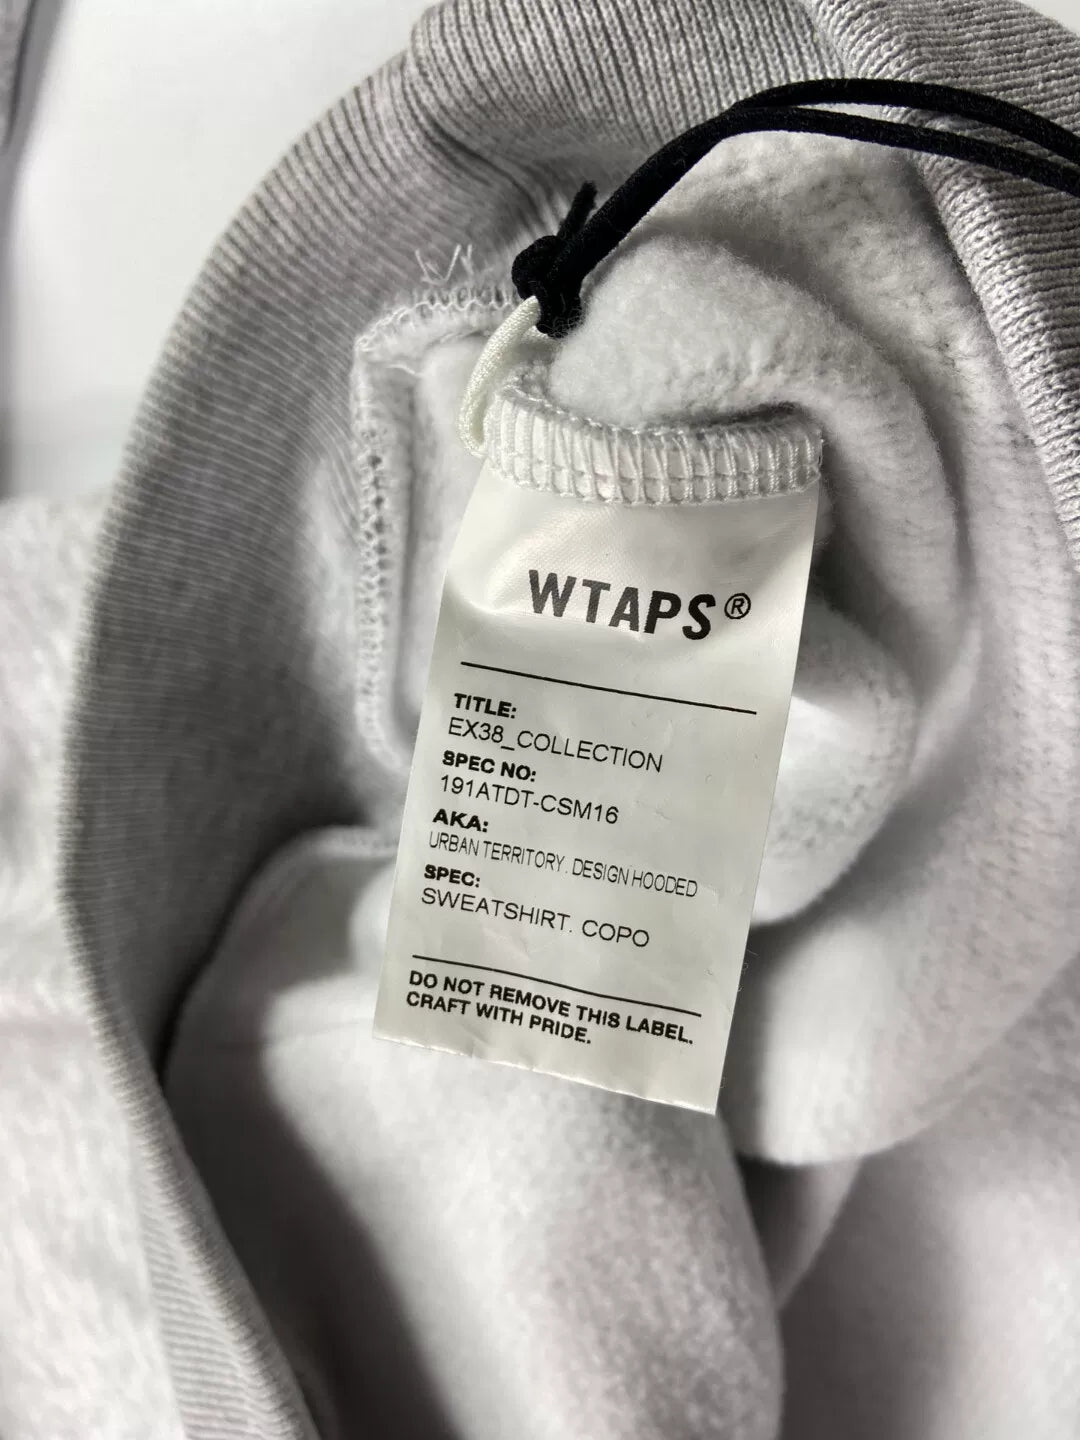 WTAPS®
TITLE:
EX38_COLLECTION
SPEC NO:
191ATDT-CSM16
AKA:
URBAN TERRITORY. DESIGN HOODED
SPEC:
SWEATSHIRT. COPO
DO NOT REMOVE THIS LABEL.
CRAFT WITH PRIDE.